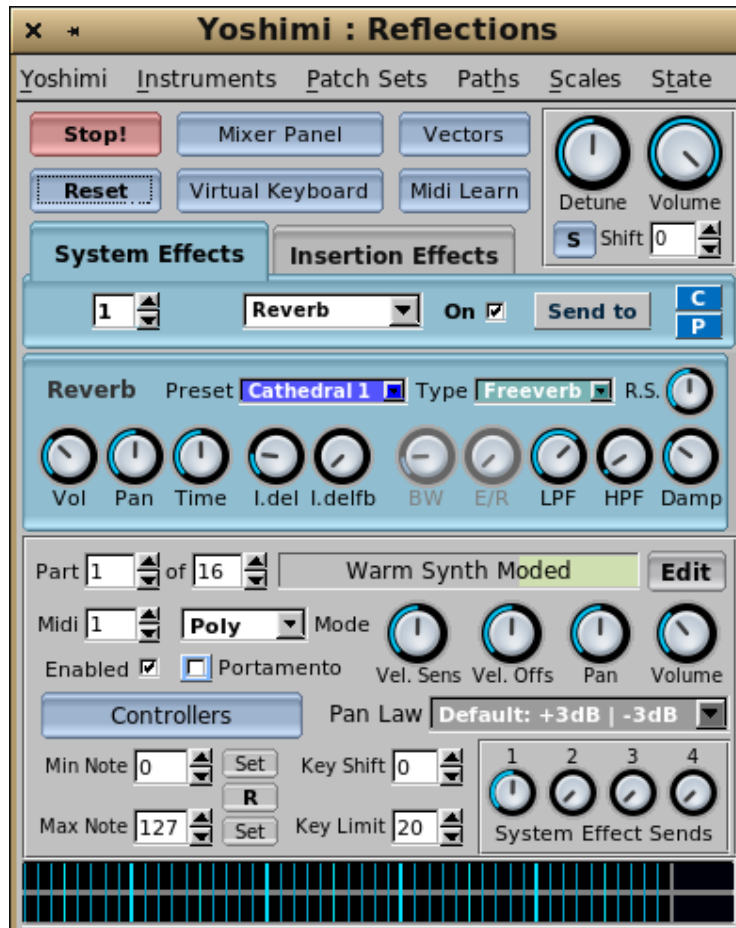 Yoshimi : Reflections
Yoshimi Instruments Patch Sets Paths Scales State
Stop! Mixer Panel Vectors
Reset Virtual Keyboard Midi Learn
Detune Volume
S Shift 0
System Effects Insertion Effects
1 Reverb On Send to C
P
Reverb Preset Cathedral 1 Type Freeverb R.S.
Vol Pan Time I.del I.delfb BW E/R LPF HPF Damp
Part 1 of 16 Warm Synth Moded Edit
Midi 1 Poly Mode
Enabled Portamento Vel. Sens Vel. Offs Pan Volume
Controllers Pan Law Default: +3dB | -3dB
Min Note 0 Set Key Shift 0
R
Max Note 127 Set Key Limit 20
1 2 3 4
System Effect Sends